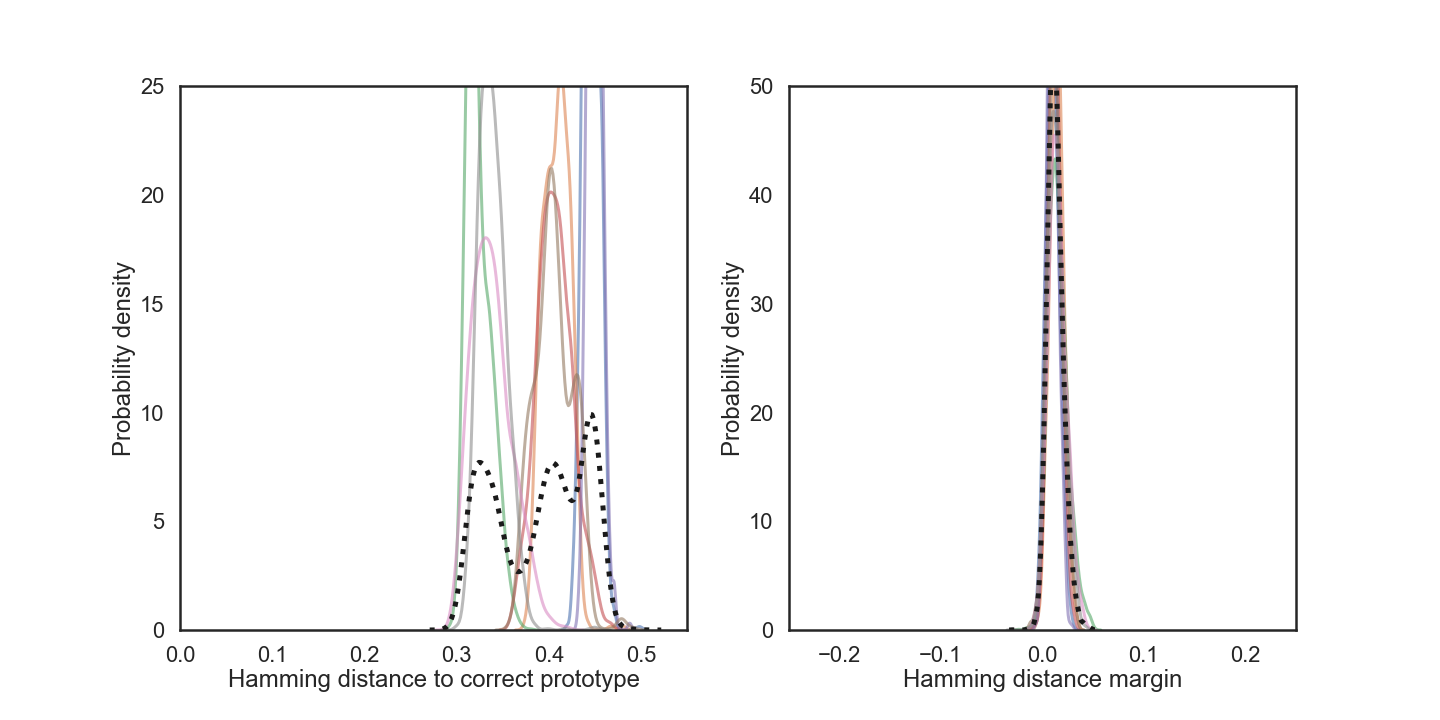 25
20
15
10
5
0
Probability density
0.0 0.1 0.2 0.3 0.4 0.5
Hamming distance to correct prototype
50
40
30
20
10
0
Probability density
−0.2 −0.1 0.0 0.1 0.2
Hamming distance margin